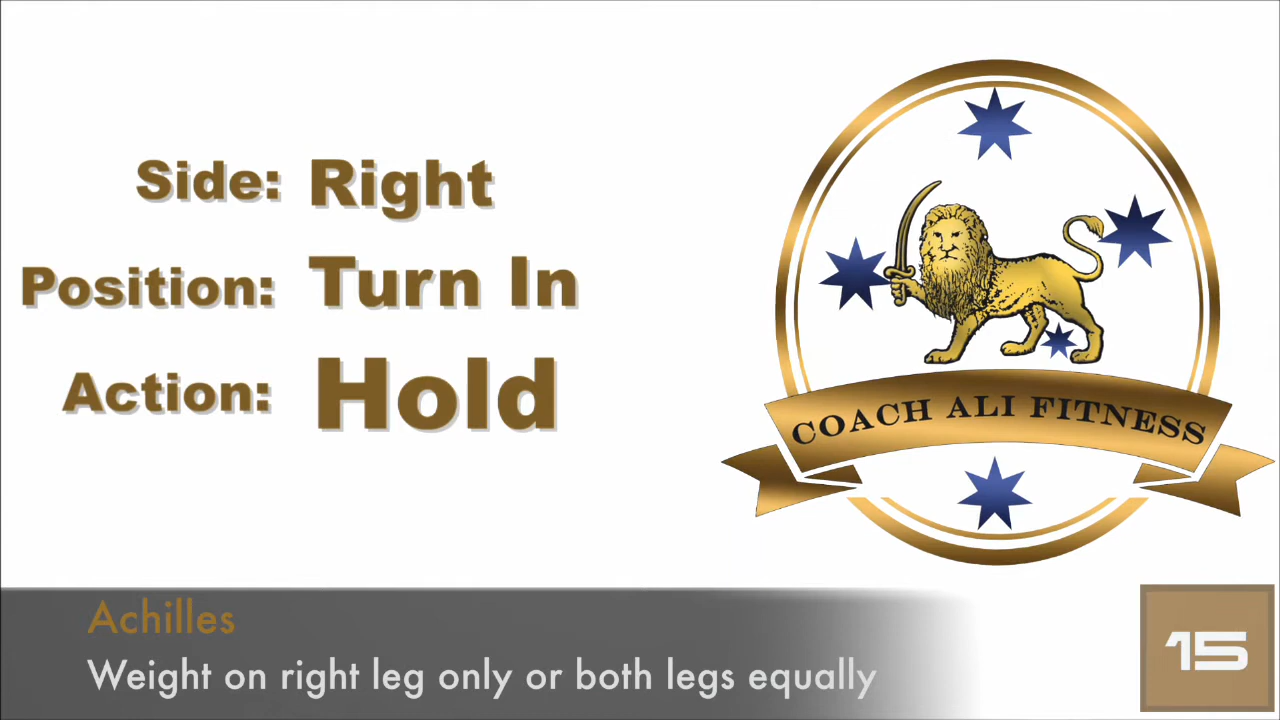 Side: Right
Position: Turn In
Action: Hold
COACH ALI FITNESS
Achilles
Weight on right leg only or both legs equally
15